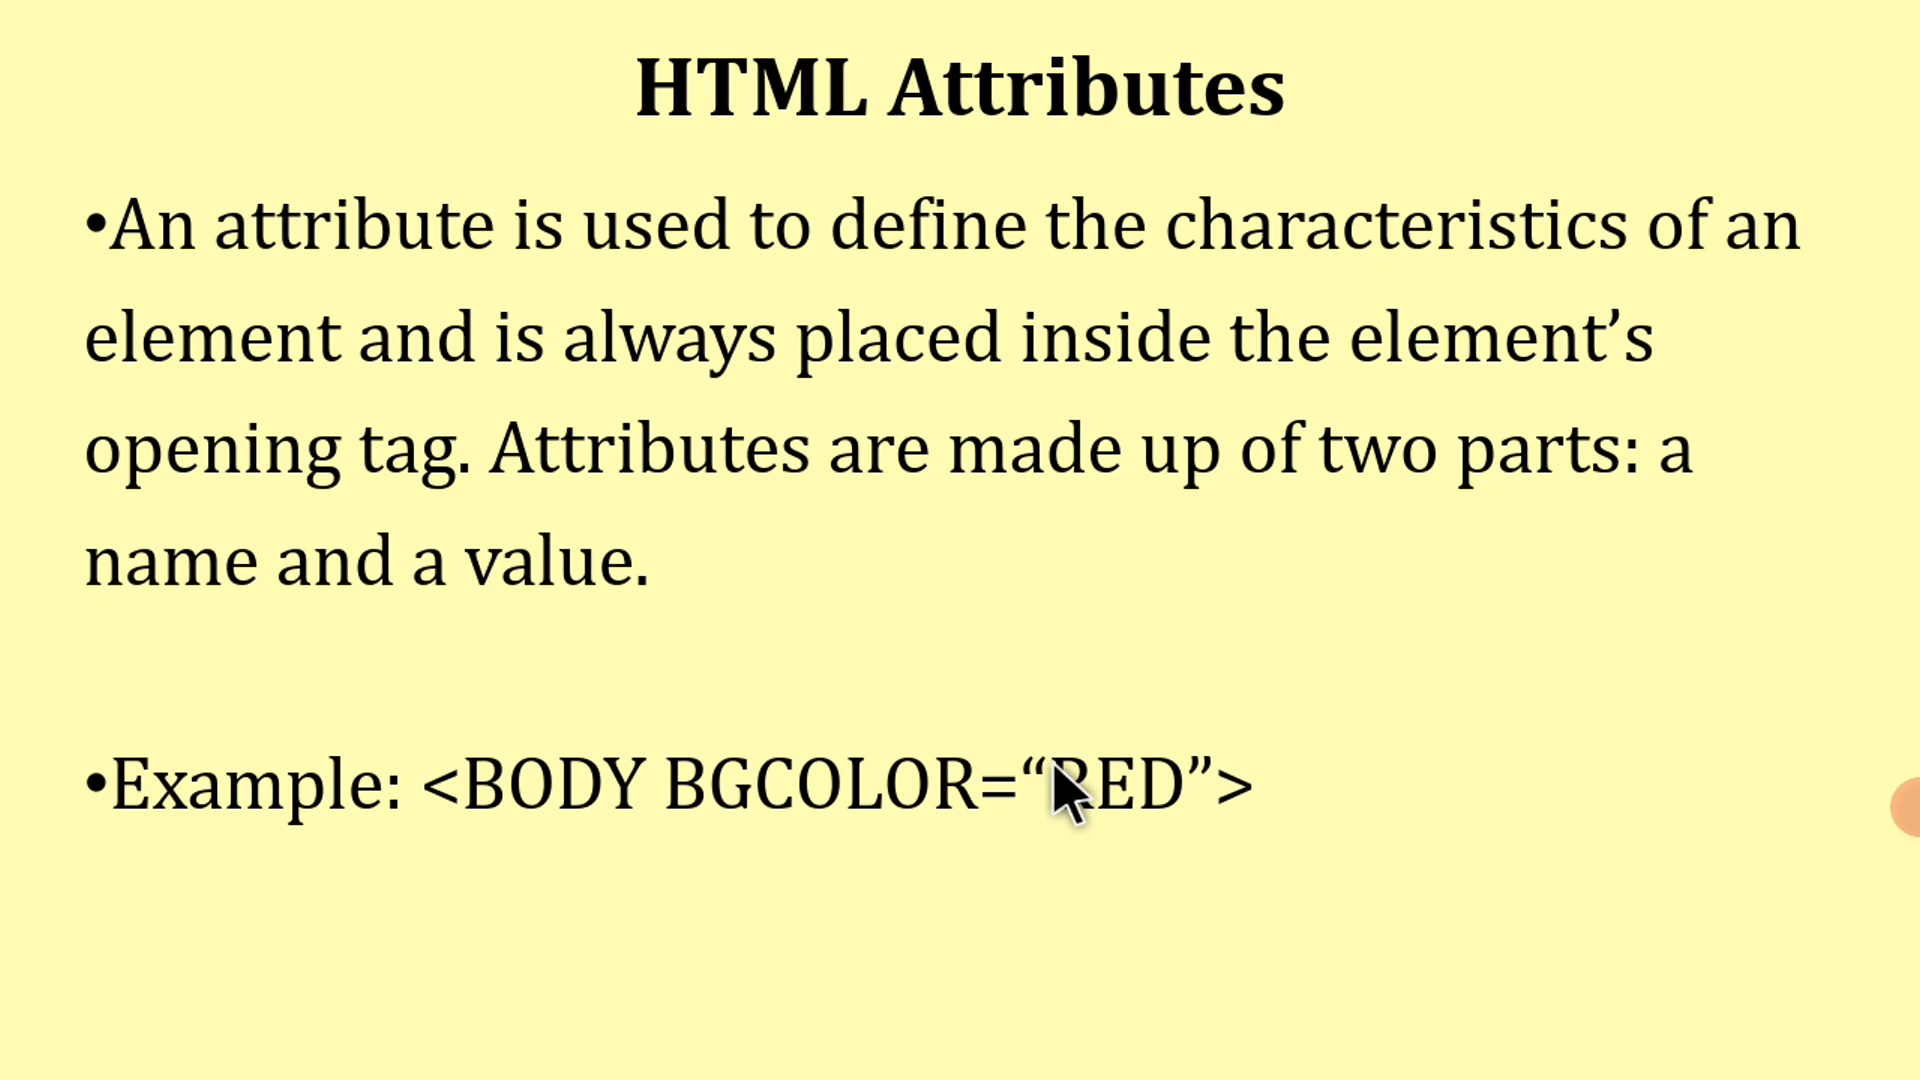 HTML Attributes
•An attribute is used to define the characteristics of an
element and is always placed inside the element’s
opening tag. Attributes are made up of two parts: a
name and a value.
•Example: <BODY BGCOLOR=“RED”>